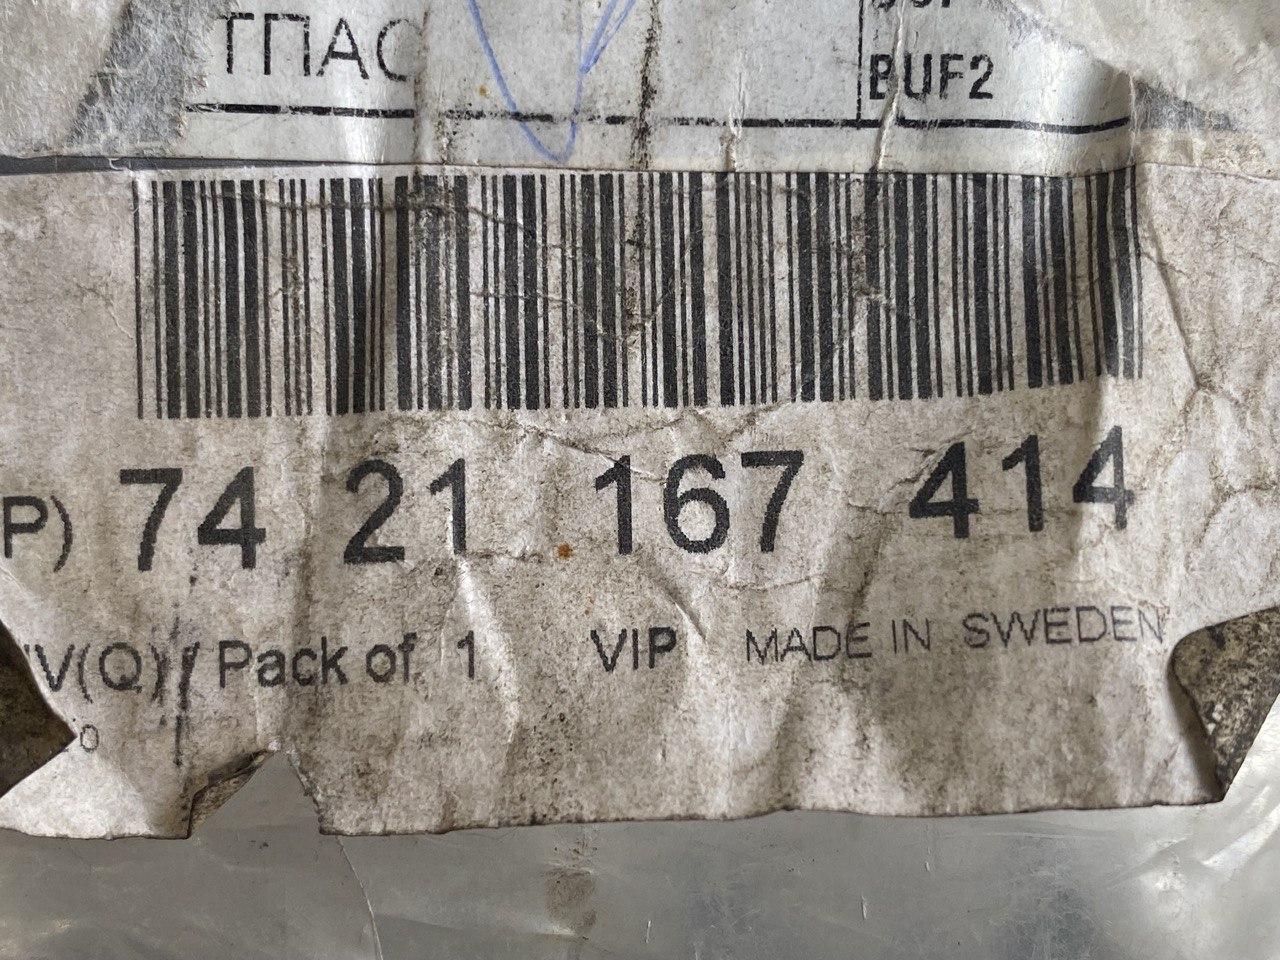 ТПАС
BUF2
P) 74 21 167 414
V(Q) / Pack of 1 VIP MADE IN SWEDEN